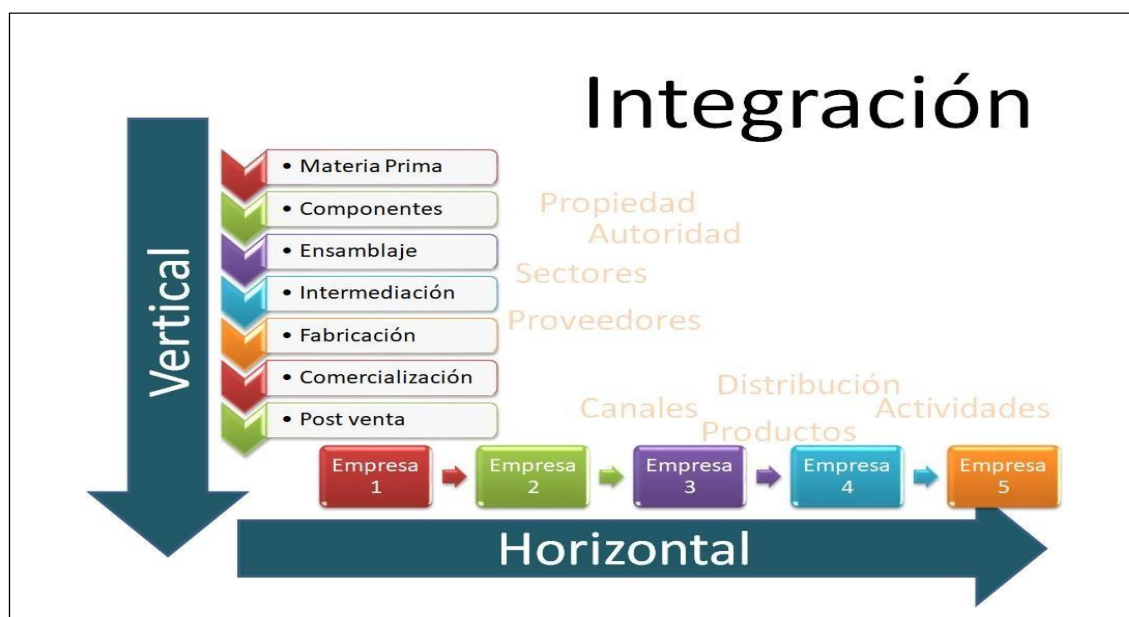 Integración
Vertical
• Materia Prima
• Componentes
• Ensamblaje
• Intermediación
• Fabricación
• Comercialización
• Post venta
Propiedad
Autoridad
Sectores
Proveedores
Distribución
Canales
Actividades
Productos
Empresa
1
Empresa
2
Empresa
3
Empresa
4
Empresa
5
Horizontal